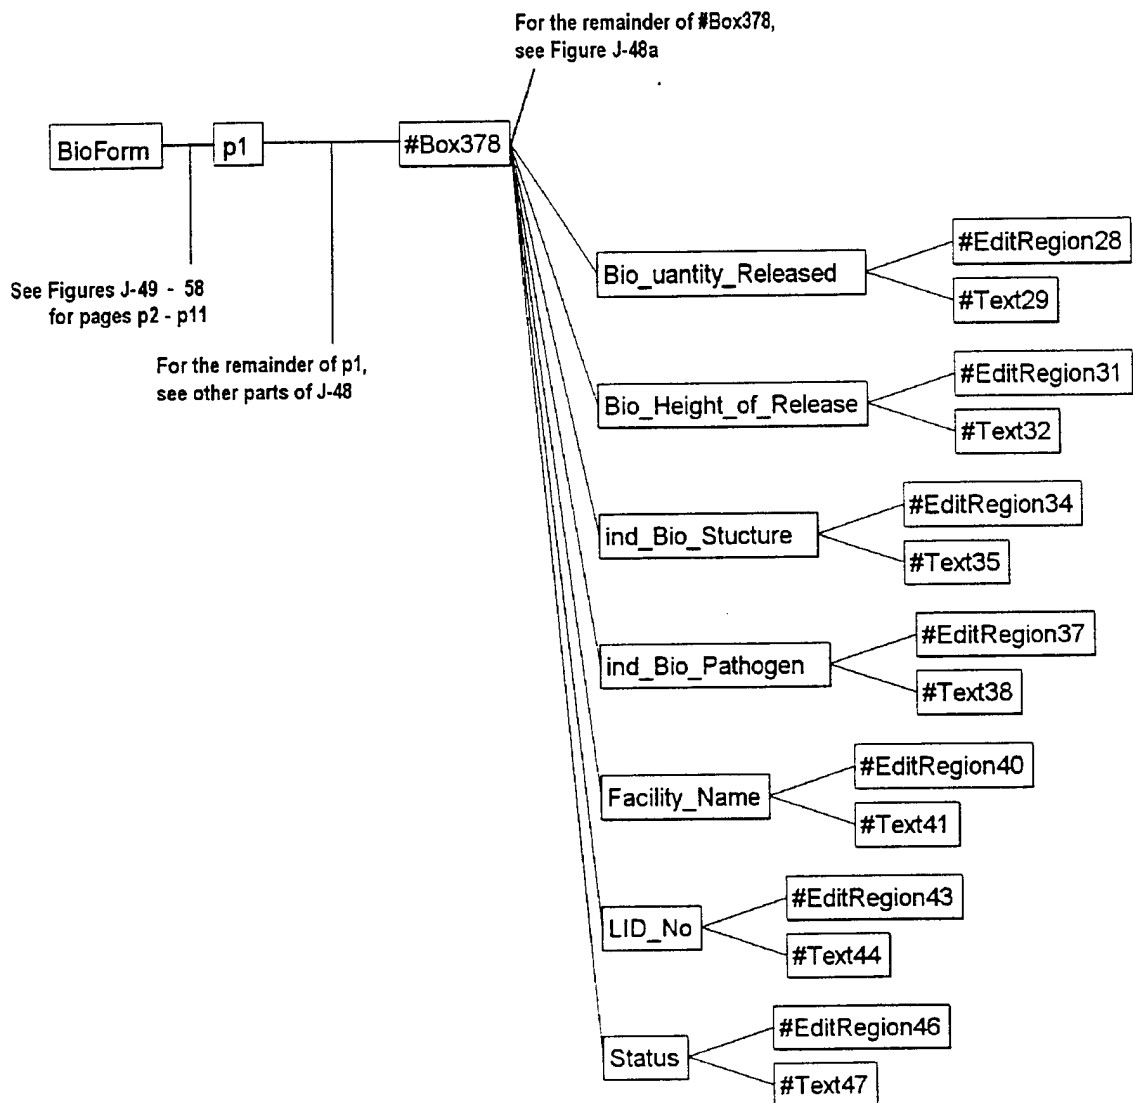 For the remainder of #Box378,
see Figure J-48a
BioForm
p1
#Box378
See Figures J-49 - 58
for pages p2 - p11
For the remainder of p1,
see other parts of J-48
Bio_uantity_Released
#EditRegion28
#Text29
Bio_Height_of_Release
#EditRegion31
#Text32
ind_Bio_Stucture
#EditRegion34
#Text35
ind_Bio_Pathogen
#EditRegion37
#Text38
Facility_Name
#EditRegion40
#Text41
LID_No
#EditRegion43
#Text44
Status
#EditRegion46
#Text47